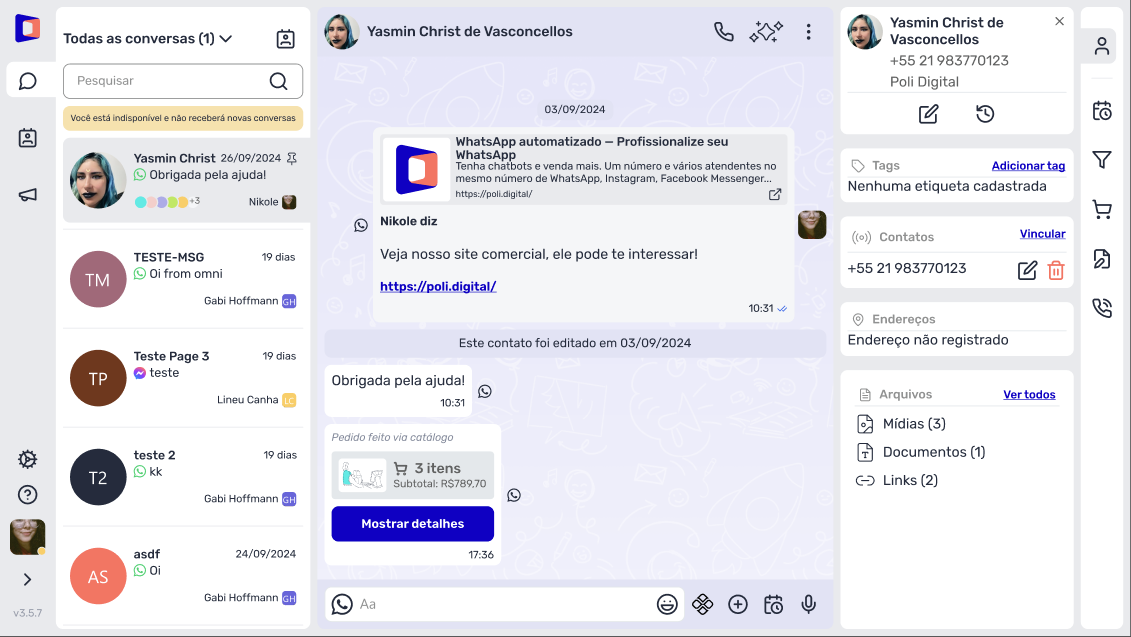 Todas as conversas (1)
Pesquisar
Você está indisponível e não receberá novas conversas
Yasmin Christ
26/09/2024
Obrigada pela ajuda!
+3
Nikole
TM
TESTE-MSG
19 dias
Oi from omni
Gabi Hoffmann
GH
TP
Teste Page 3
19 dias
teste
Lineu Canha
LC
T2
teste 2
19 dias
kk
Gabi Hoffmann
GH
AS
asdf
24/09/2024
Oi
Gabi Hoffmann
GH
v3.5.7
Yasmin Christ de Vasconcellos
03/09/2024
WhatsApp automatizado — Profissionalize seu
WhatsApp
Tenha chatbots e venda mais. Um número e vários atendentes no
mesmo número de WhatsApp, Instagram, Facebook Messenger...
https://poli.digital/
Nikole diz
Veja nosso site comercial, ele pode te interessar!
https://poli.digital/
10:31
Este contato foi editado em 03/09/2024
Obrigada pela ajuda!
10:31
Pedido feito via catálogo
3 itens
Subtotal: R$789,70
Mostrar detalhes
17:36
Aa
Yasmin Christ de
Vasconcellos
+55 21 983770123
Poli Digital
Tags
Adicionar tag
Nenhuma etiqueta cadastrada
Contatos
Vincular
+55 21 983770123
Endereços
Endereço não registrado
Arquivos
Ver todos
Mídias (3)
Documentos (1)
Links (2)